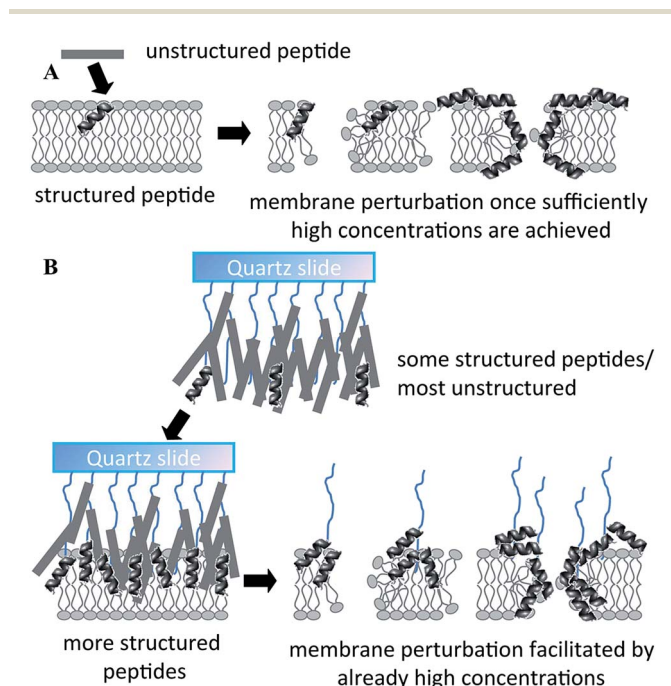 unstructured peptide
A
structured peptide
membrane perturbation once sufficiently
high concentrations are achieved
B
Quartz slide
some structured peptides/
most unstructured
Quartz slide
more structured
peptides
membrane perturbation facilitated by
already high concentrations